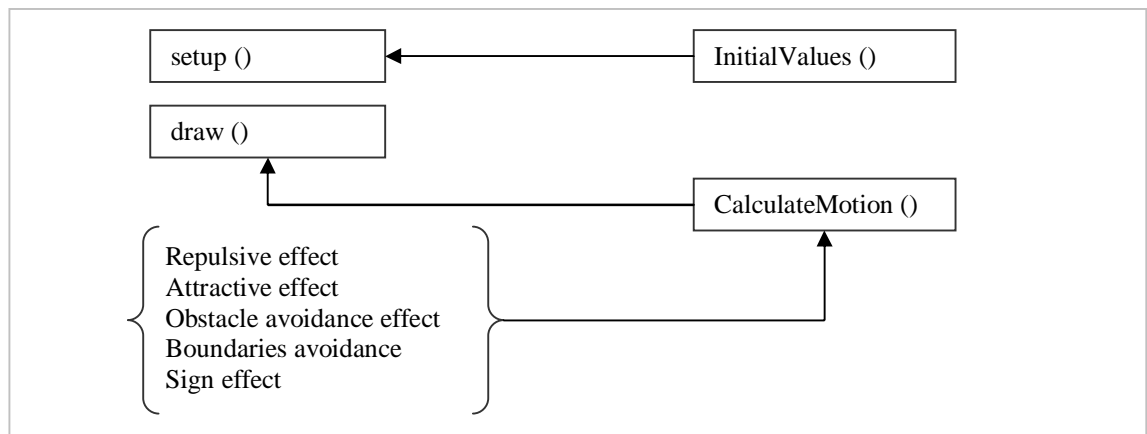 setup ()
InitialValues ()
draw ()
CalculateMotion ()
Repulsive effect
Attractive effect
Obstacle avoidance effect
Boundaries avoidance
Sign effect